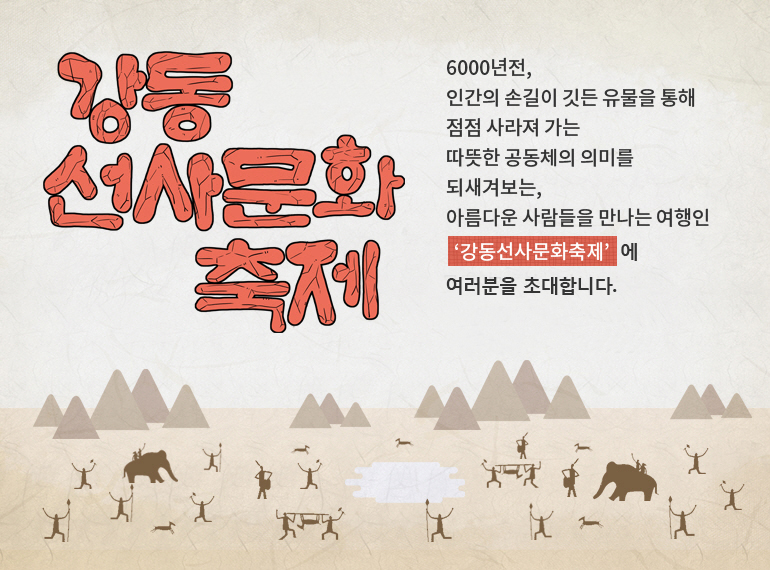 강동
선사문화
축제
6000년전,
인간의 손길이 깃든 유물을 통해
점점 사라져 가는
따뜻한 공동체의 의미를
되새겨보는,
아름다운 사람들을 만나는 여행인
‘강동선사문화축제’ 에
여러분을 초대합니다.